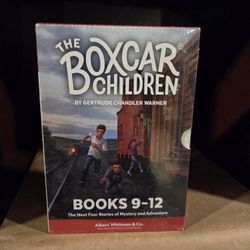 THE
BOXCAR
CHILDREN®
BY GERTRUDE CHANDLER WARNER
BOOKS 9-12
The Next Four Stories of Mystery and Adventure
Albert Whitman & Co.